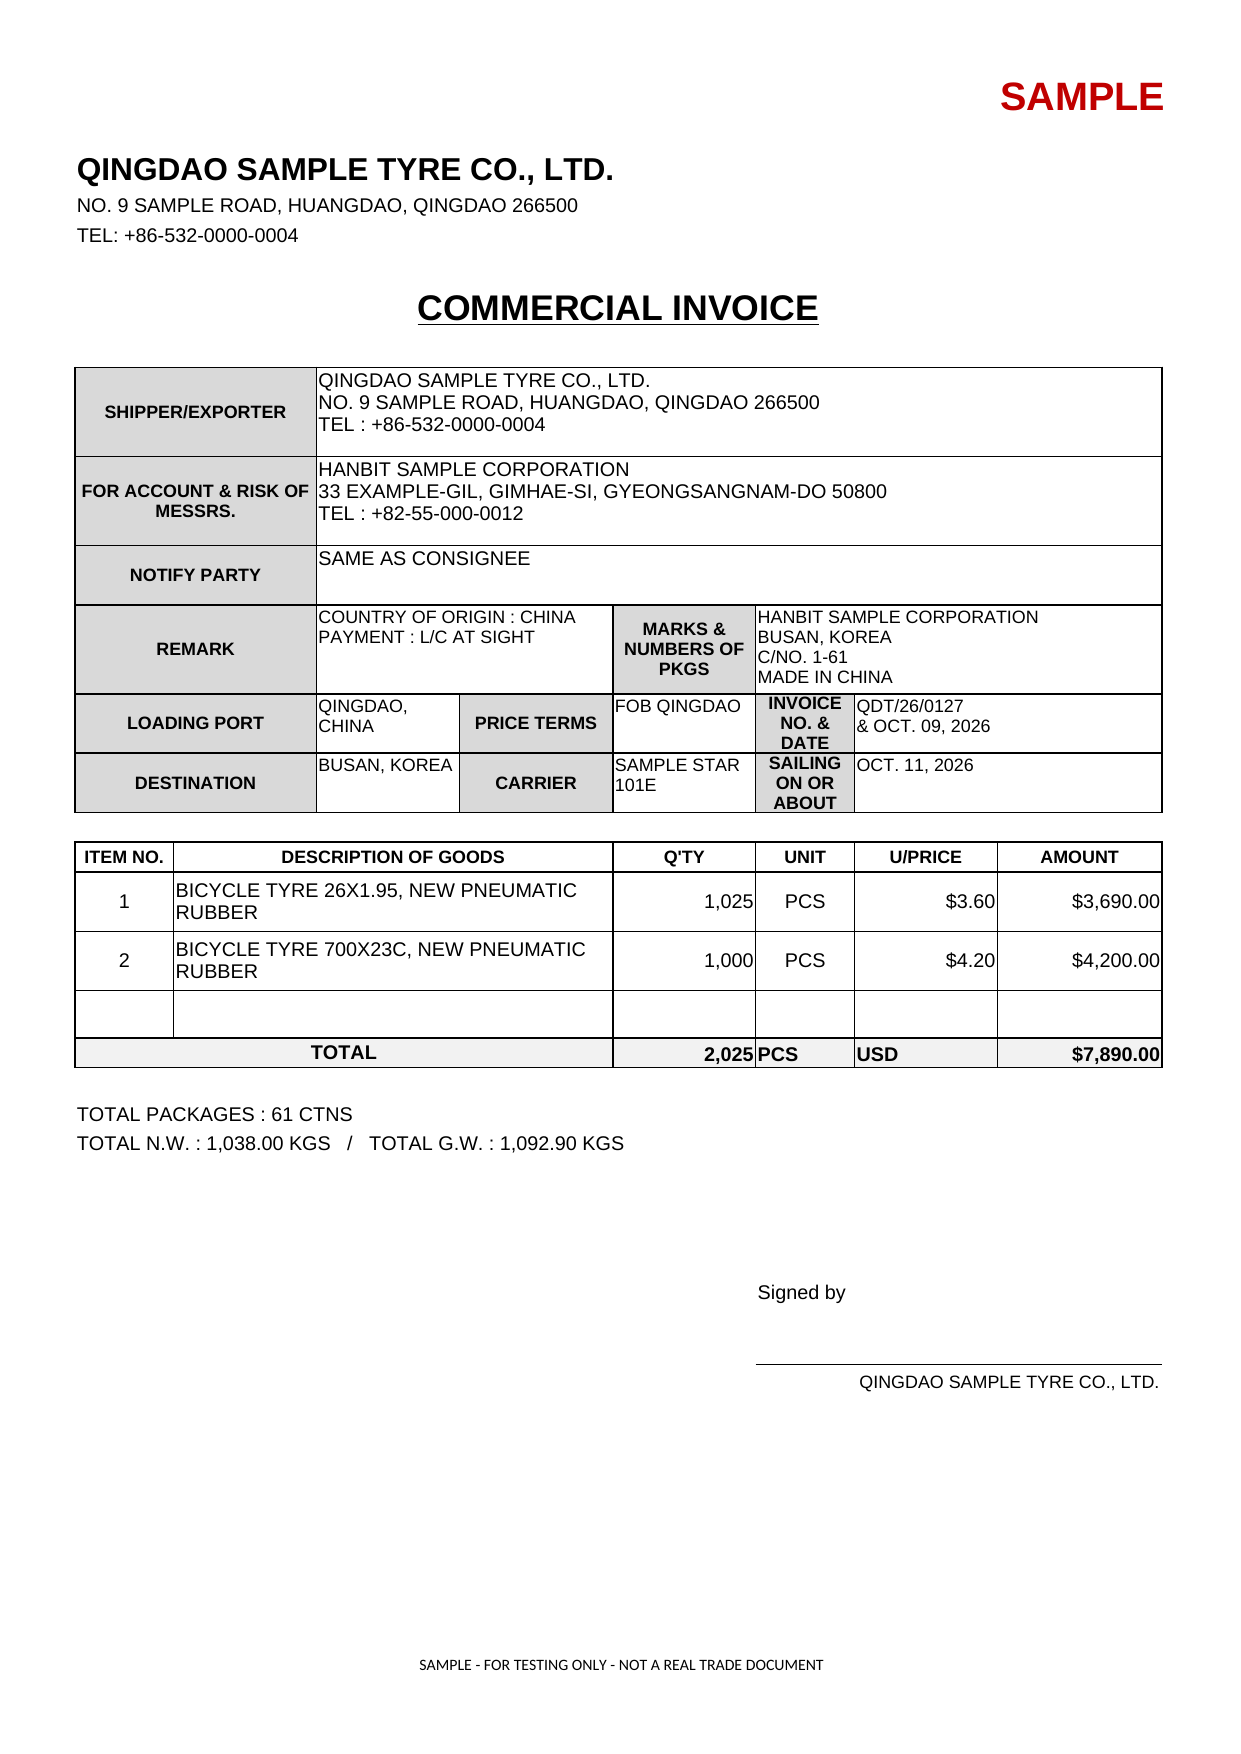 SAMPLE
QINGDAO SAMPLE TYRE CO., LTD.
NO. 9 SAMPLE ROAD, HUANGDAO, QINGDAO 266500
TEL: +86-532-0000-0004
COMMERCIAL INVOICE
SHIPPER/EXPORTER
QINGDAO SAMPLE TYRE CO., LTD.
NO. 9 SAMPLE ROAD, HUANGDAO, QINGDAO 266500
TEL : +86-532-0000-0004
FOR ACCOUNT & RISK OF
MESSRS.
HANBIT SAMPLE CORPORATION
33 EXAMPLE-GIL, GIMHAE-SI, GYEONGSANGNAM-DO 50800
TEL : +82-55-000-0012
NOTIFY PARTY
SAME AS CONSIGNEE
REMARK
COUNTRY OF ORIGIN : CHINA
PAYMENT : L/C AT SIGHT
MARKS &
NUMBERS OF
PKGS
HANBIT SAMPLE CORPORATION
BUSAN, KOREA
C/NO. 1-61
MADE IN CHINA
LOADING PORT
QINGDAO,
CHINA
PRICE TERMS
FOB QINGDAO
INVOICE
NO. &
DATE
QDT/26/0127
& OCT. 09, 2026
DESTINATION
BUSAN, KOREA
CARRIER
SAMPLE STAR
101E
SAILING
ON OR
ABOUT
OCT. 11, 2026
ITEM NO. DESCRIPTION OF GOODS Q'TY UNIT U/PRICE AMOUNT
1 BICYCLE TYRE 26X1.95, NEW PNEUMATIC
RUBBER
1,025 PCS $3.60 $3,690.00
2 BICYCLE TYRE 700X23C, NEW PNEUMATIC
RUBBER
1,000 PCS $4.20 $4,200.00
TOTAL 2,025 PCS USD $7,890.00
TOTAL PACKAGES : 61 CTNS
TOTAL N.W. : 1,038.00 KGS / TOTAL G.W. : 1,092.90 KGS
Signed by
QINGDAO SAMPLE TYRE CO., LTD.
SAMPLE - FOR TESTING ONLY - NOT A REAL TRADE DOCUMENT